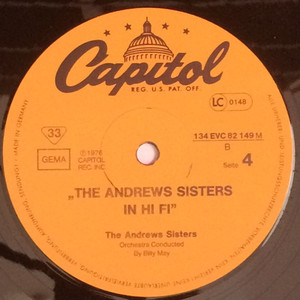 Capitol
REG. U.S. PAT. OFF.
MADE IN GERMANY
LC 0148
33
134 EVC 82 149 M
B
GEMA
Ⓟ 1976
CAPITOL
REC. INC.
Seite 4
„THE ANDREWS SISTERS
IN HI FI"
The Andrews Sisters
Orchestra Conducted
By Billy May